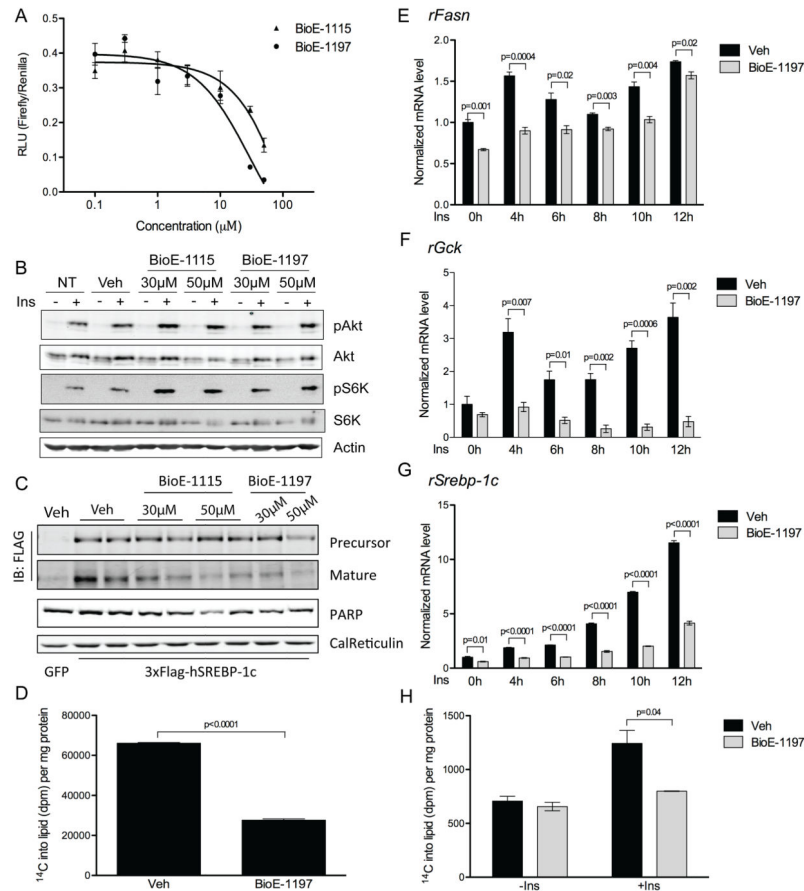 A
RLU (Firefly/Renilla)
0.5
0.4
0.3
0.2
0.1
0.0
0.1
1
10
100
Concentration (μM)
BioE-1115
BioE-1197
B
BioE-1115
BioE-1197
NT
Veh
30μM
50μM
30μM
50μM
Ins
- + - + - + - + - + - +
pAkt
Akt
pS6K
S6K
Actin
C
BioE-1115
BioE-1197
Veh
Veh
30μM
50μM
30μM
50μM
IB: FLAG
Precursor
Mature
PARP
CalReticulin
GFP
3xFlag-hSREBP-1c
D
¹⁴C into lipid (dpm) per mg protein
80000
60000
40000
20000
0
p<0.0001
Veh
BioE-1197
E
rFasn
Normalized mRNA level
2.0
1.5
1.0
0.5
0.0
p=0.001
p=0.0004
p=0.02
p=0.003
p=0.004
p=0.02
Veh
BioE-1197
Ins
0h
4h
6h
8h
10h
12h
F
rGck
Normalized mRNA level
5
4
3
2
1
0
p=0.007
p=0.01
p=0.002
p=0.0006
p=0.002
Veh
BioE-1197
Ins
0h
4h
6h
8h
10h
12h
G
rSrebp-1c
Normalized mRNA level
15
10
5
0
p=0.01
p<0.0001
p<0.0001
p<0.0001
p<0.0001
p<0.0001
Veh
BioE-1197
Ins
0h
4h
6h
8h
10h
12h
H
¹⁴C into lipid (dpm) per mg protein
1500
1200
900
600
300
0
p=0.04
Veh
BioE-1197
-Ins
+Ins